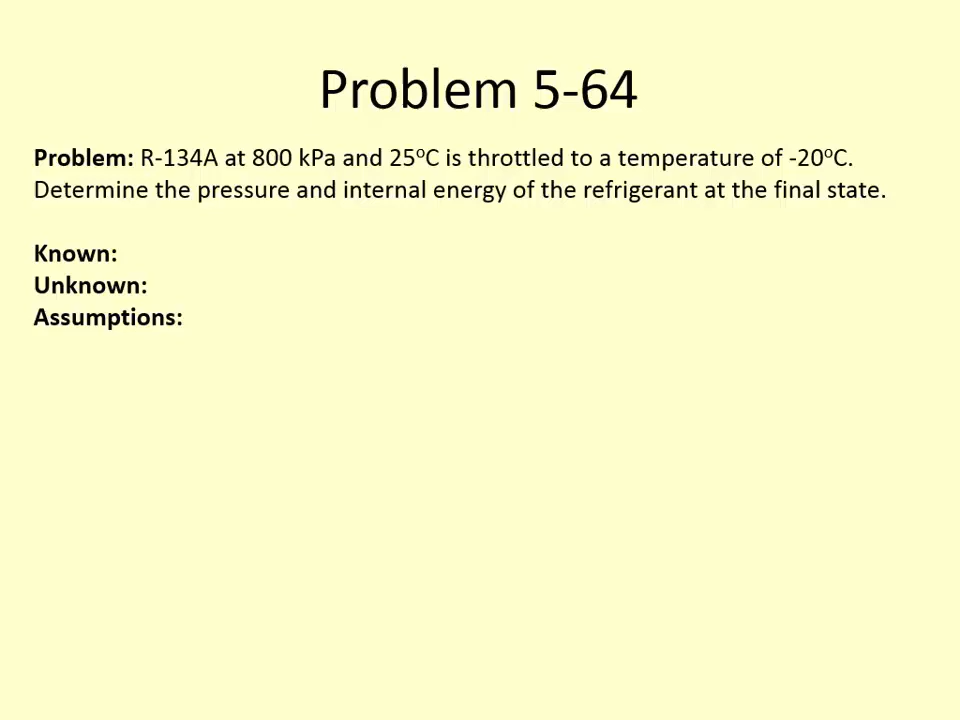 Problem 5-64
Problem: R-134A at 800 kPa and 25ºC is throttled to a temperature of -20ºC.
Determine the pressure and internal energy of the refrigerant at the final state.
Known:
Unknown:
Assumptions: